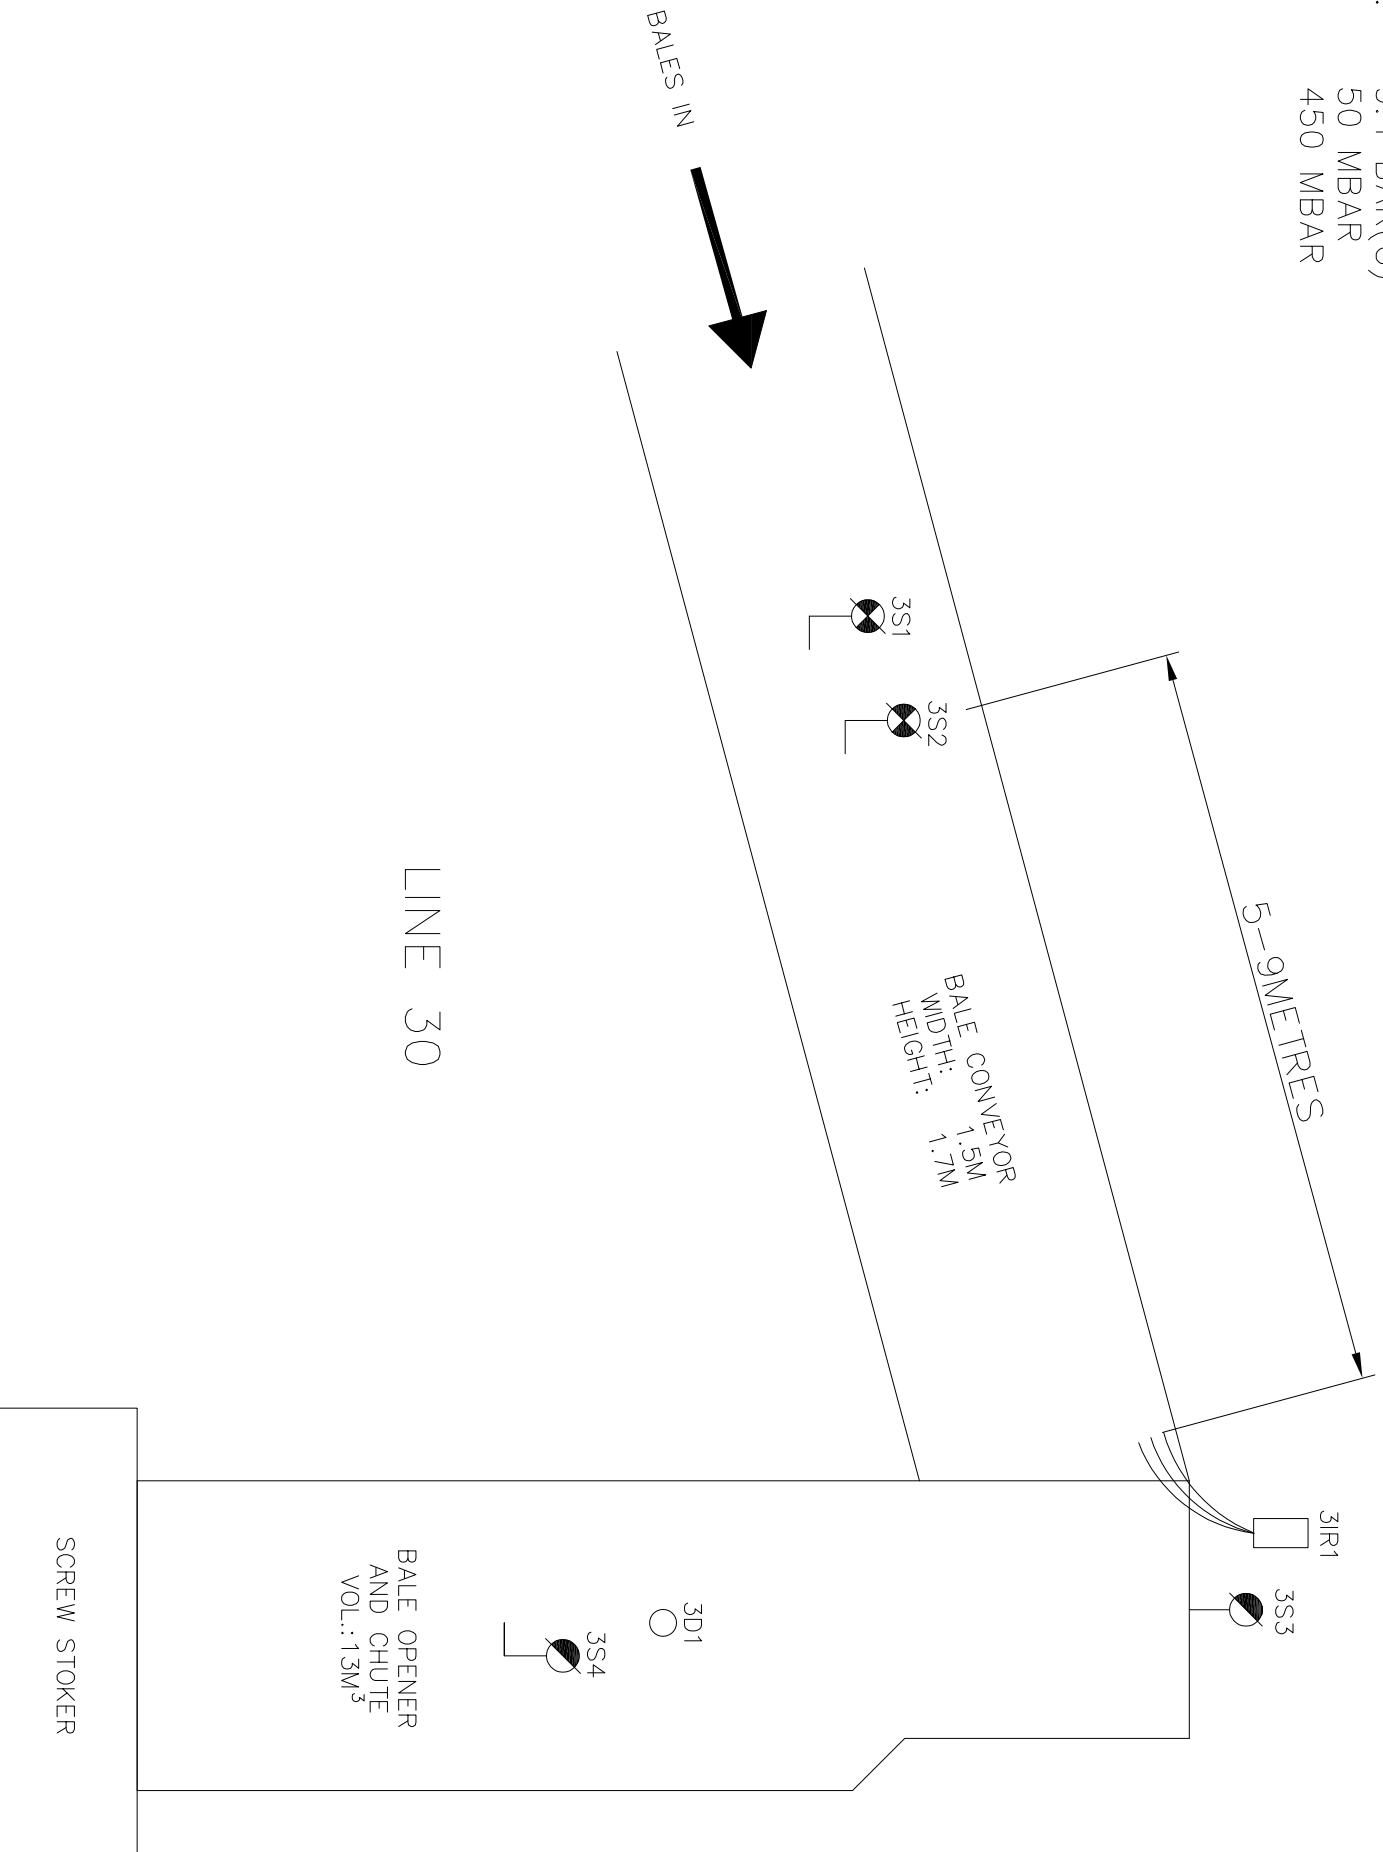 50 MBAR
450 MBAR
BALES IN
5-9METRES
3S1
3S2
BALE CONVEYOR
WIDTH: 1.5M
HEIGHT: 1.7M
LINE 30
3IR1
3S3
3D1
3S4
BALE OPENER
AND CHUTE
VOL.:13M³
SCREW STOKER